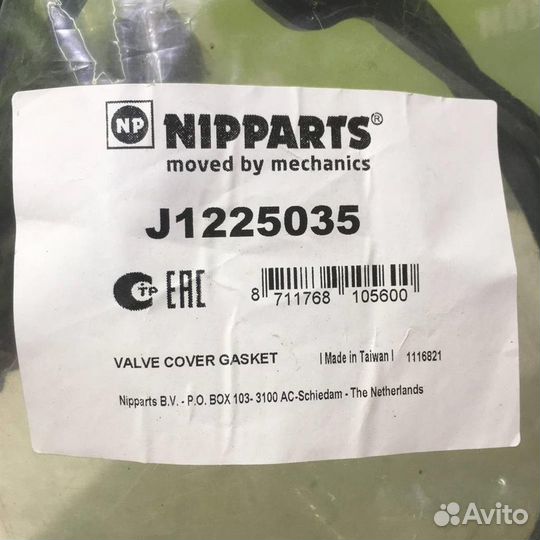 NP NIPPARTS®
moved by mechanics
J1225035
TP EAC
8 711768 105600
VALVE COVER GASKET | Made in Taiwan | 1116821
Nipparts B.V. - P.O. BOX 103- 3100 AC-Schiedam - The Netherlands
Avito